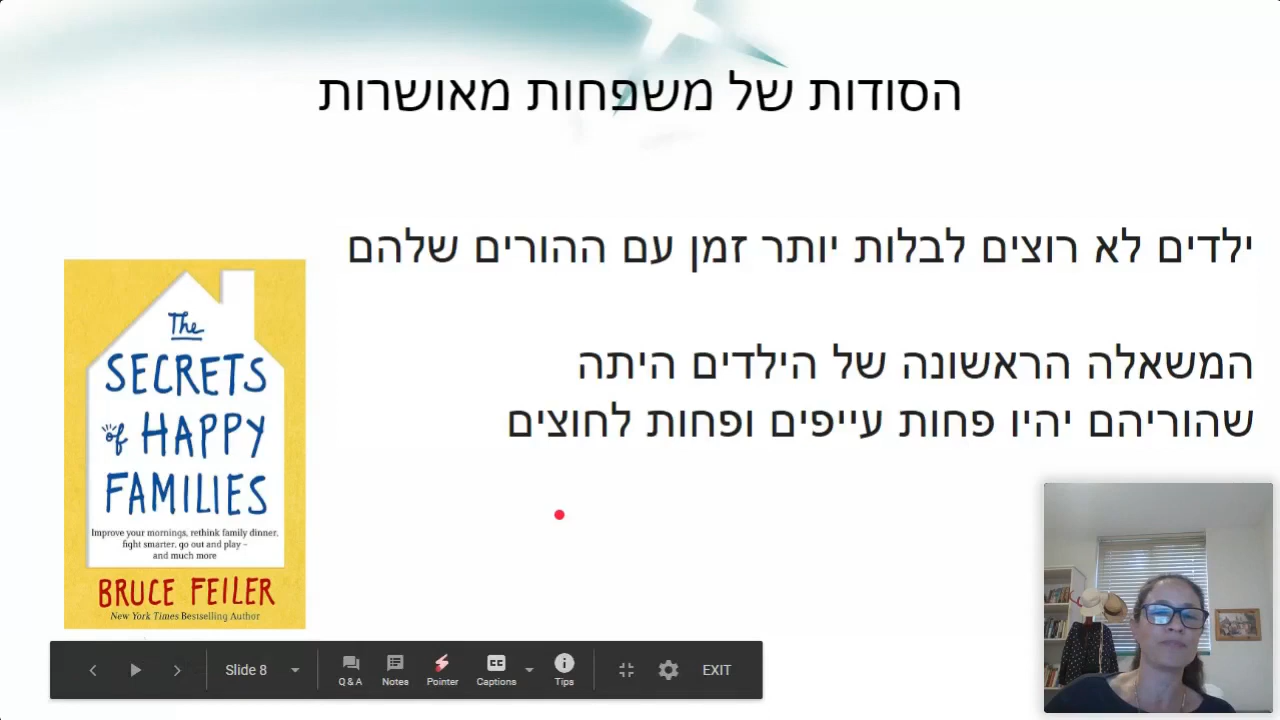 הסודות של משפחות מאושרות
ילדים לא רוצים לבלות יותר זמן עם ההורים שלהם
המשאלה הראשונה של הילדים היתה
שהוריהם יהיו פחות עייפים ופחות לחוצים
The
SECRETS
of HAPPY
FAMILIES
Improve your mornings, rethink family dinner,
fight smarter, go out and play –
and much more
BRUCE FEILER
New York Times Bestselling Author
Slide 8
Q & A
Notes
Pointer
CC
Captions
Tips
EXIT